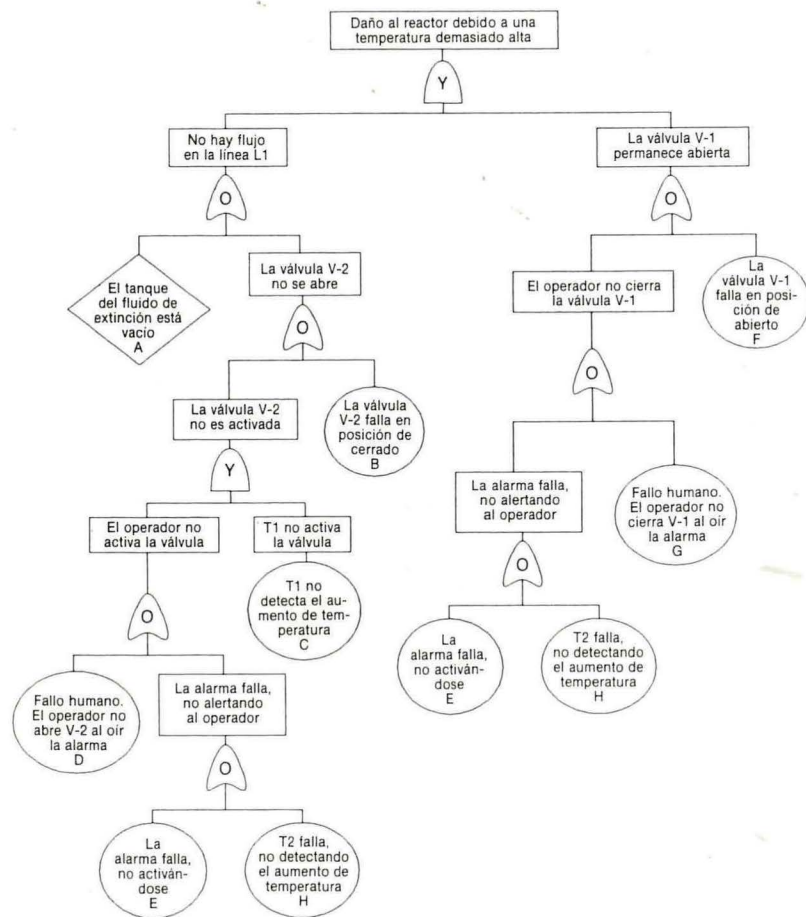 Daño al reactor debido a una
temperatura demasiado alta
Y
No hay flujo
en la línea L1
La válvula V-1
permanece abierta
O
O
El tanque
del fluido de
extinción está
vacío
A
La válvula V-2
no se abre
El operador no cierra
la válvula V-1
La
válvula V-1
falla en posi-
ción de
abierto
F
O
O
La válvula V-2
no es activada
La válvula
V-2 falla en
posición de
cerrado
B
Y
La alarma falla,
no alertando
al operador
Fallo humano.
El operador no
cierra V-1 al oír
la alarma
G
El operador no
activa la válvula
T1 no activa
la válvula
O
T1 no
detecta el au-
mento de tem-
peratura
C
O
La
alarma falla,
no activán-
dose
E
T2 falla,
no detectando
el aumento de
temperatura
H
Fallo humano.
El operador no
abre V-2 al oír
la alarma
D
La alarma falla,
no alertando
al operador
O
La
alarma falla,
no activán-
dose
E
T2 falla,
no detectando
el aumento de
temperatura
H